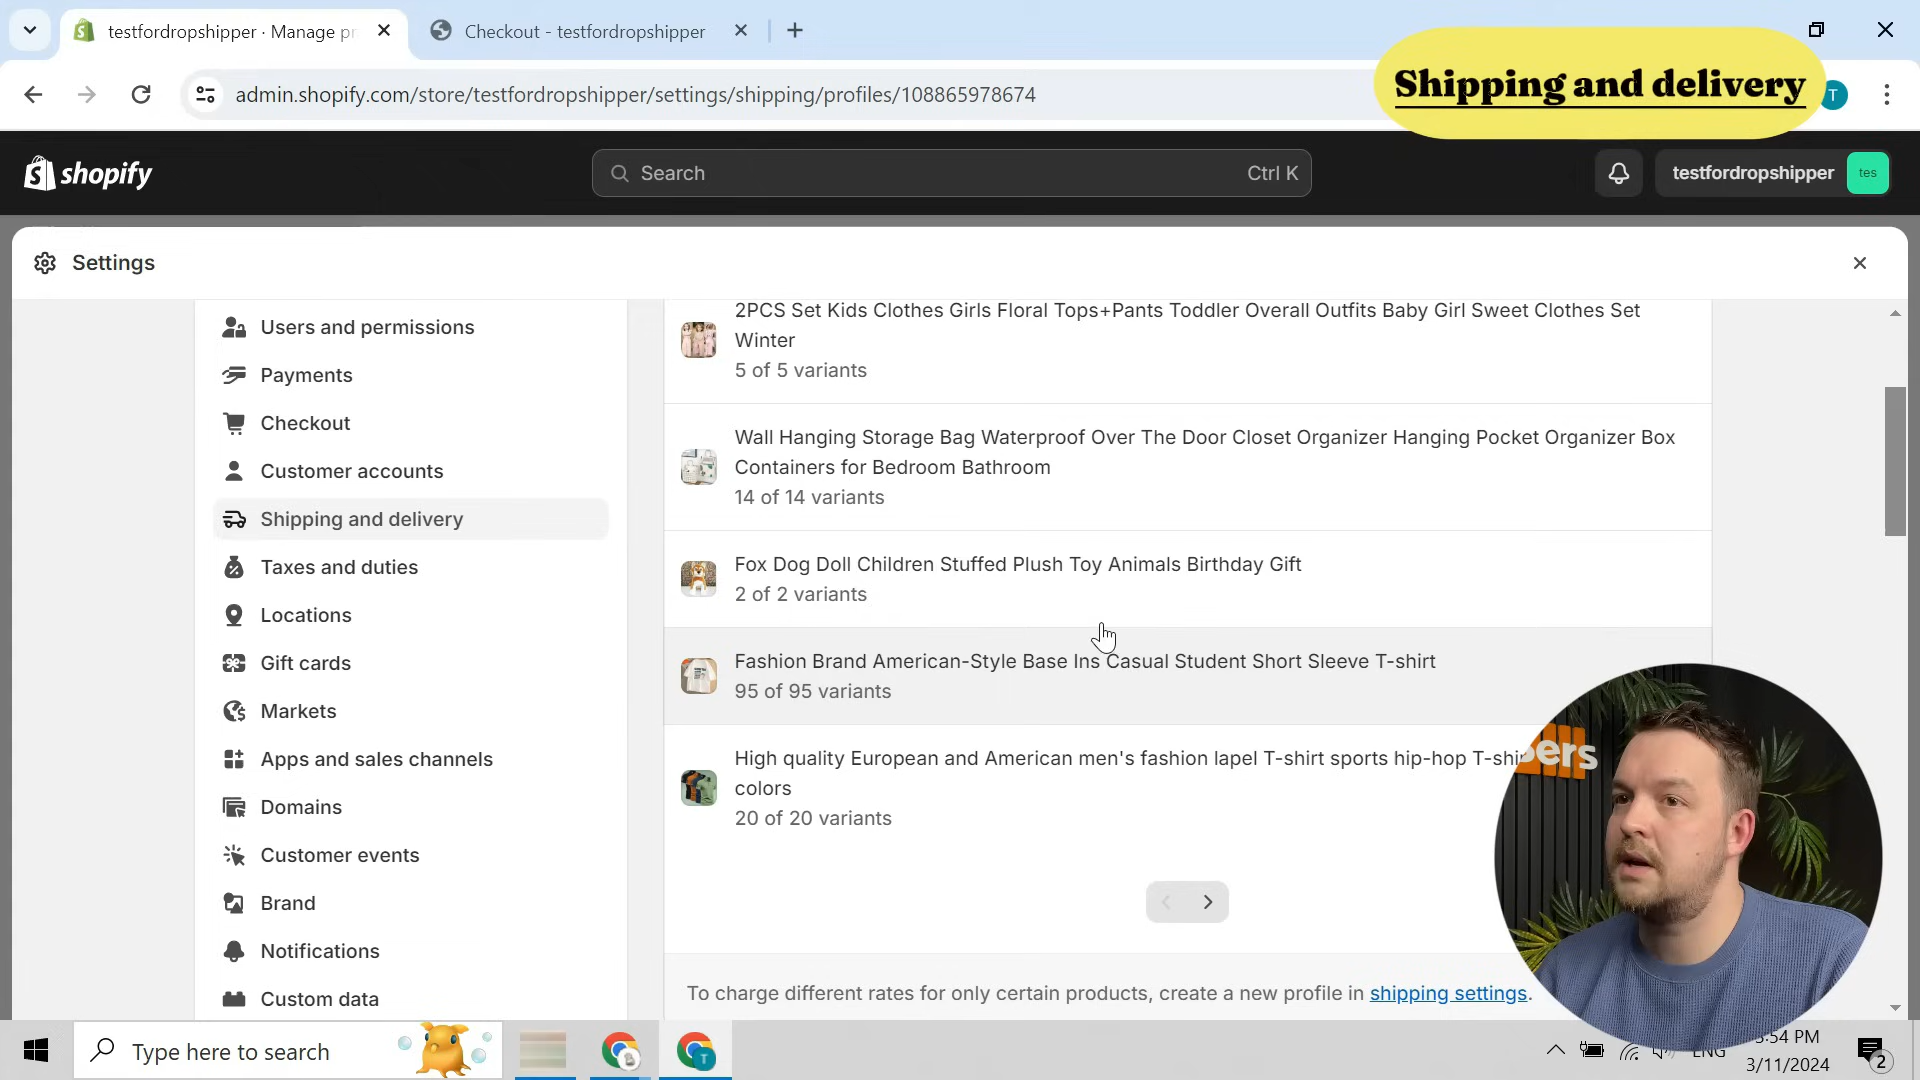 testfordropshipper · Manage pr
Checkout - testfordropshipper
admin.shopify.com/store/testfordropshipper/settings/shipping/profiles/108865978674
Shipping and delivery
T
shopify
Search
Ctrl K
testfordropshipper
tes
Settings
Users and permissions
Payments
Checkout
Customer accounts
Shipping and delivery
Taxes and duties
Locations
Gift cards
Markets
Apps and sales channels
Domains
Customer events
Brand
Notifications
Custom data
2PCS Set Kids Clothes Girls Floral Tops+Pants Toddler Overall Outfits Baby Girl Sweet Clothes Set
Winter
5 of 5 variants
Wall Hanging Storage Bag Waterproof Over The Door Closet Organizer Hanging Pocket Organizer Box
Containers for Bedroom Bathroom
14 of 14 variants
Fox Dog Doll Children Stuffed Plush Toy Animals Birthday Gift
2 of 2 variants
Fashion Brand American-Style Base Ins Casual Student Short Sleeve T-shirt
95 of 95 variants
High quality European and American men's fashion lapel T-shirt sports hip-hop T-shi
colors
20 of 20 variants
To charge different rates for only certain products, create a new profile in shipping settings.
pers
Type here to search
T
ENG
:54 PM
3/11/2024
2